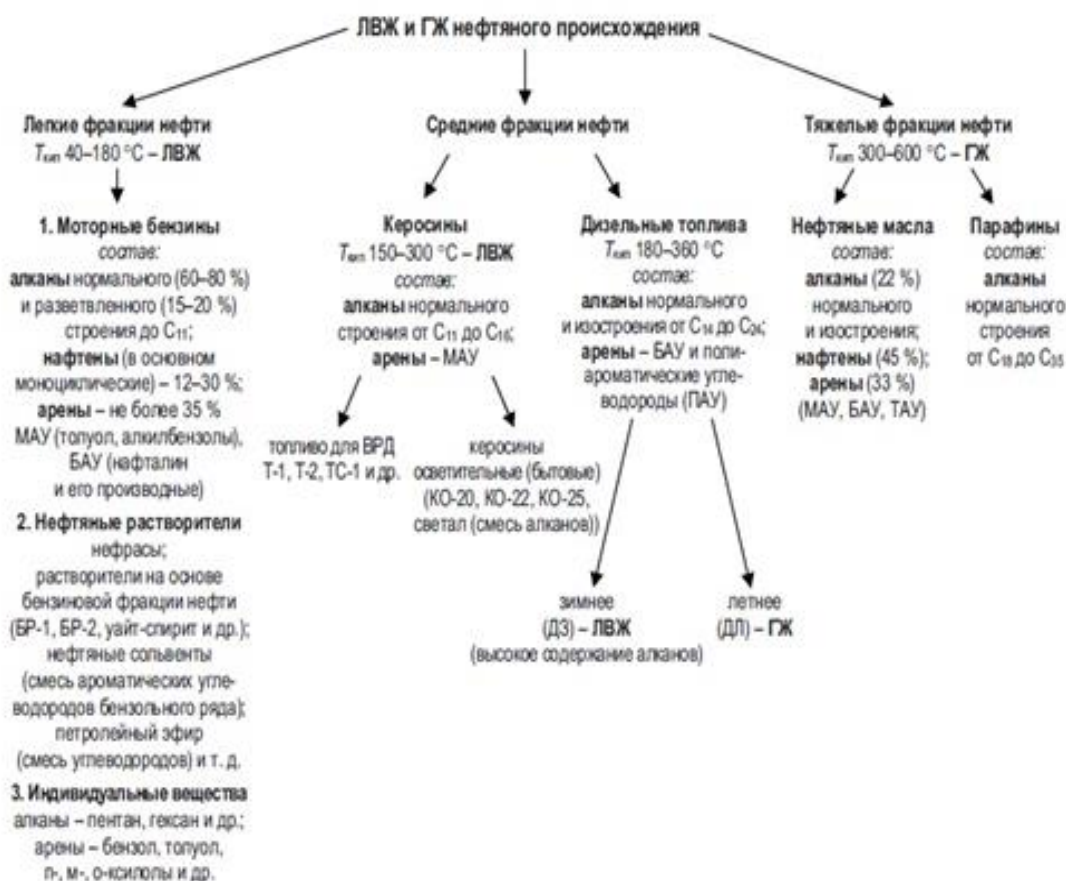 ЛВЖ и ГЖ нефтяного происхождения
Легкие фракции нефти
Tкип 40–180 °C – ЛВЖ
1. Моторные бензины
состав:
алканы нормального (60–80 %)
и разветвленного (15–20 %)
строения до C11;
нафтены (в основном
моноциклические) – 12–30 %;
арены – не более 35 %
МАУ (толуол, алкилбензолы),
БАУ (нафталин
и его производные)
2. Нефтяные растворители
нефрасы;
растворители на основе
бензиновой фракции нефти
(БР-1, БР-2, уайт-спирит и др.);
нефтяные сольвенты
(смесь ароматических угле-
водородов бензольного ряда);
петролейный эфир
(смесь углеводородов) и т. д.
3. Индивидуальные вещества
алканы – пентан, гексан и др.;
арены – бензол, толуол,
п-, м-, о-ксилолы и др.
Средние фракции нефти
Керосины
Tкип 150–300 °C – ЛВЖ
состав:
алканы нормального
строения от C11 до C16;
арены – МАУ
топливо для ВРД
Т-1, Т-2, ТС-1 и др.
керосины
осветительные (бытовые)
(КО-20, КО-22, КО-25,
светал (смесь алканов))
Дизельные топлива
Tкип 180–360 °C
состав:
алканы нормального
и изостроения от C14 до C24;
арены – БАУ и поли-
ароматические угле-
водороды (ПАУ)
зимнее
(ДЗ) – ЛВЖ
(высокое содержание алканов)
летнее
(ДЛ) – ГЖ
Тяжелые фракции нефти
Tкип 300–600 °C – ГЖ
Нефтяные масла
состав:
алканы (22 %)
нормального
и изостроения;
нафтены (45 %);
арены (33 %)
(МАУ, БАУ, ТАУ)
Парафины
состав:
алканы
нормального
строения
от C18 до C35